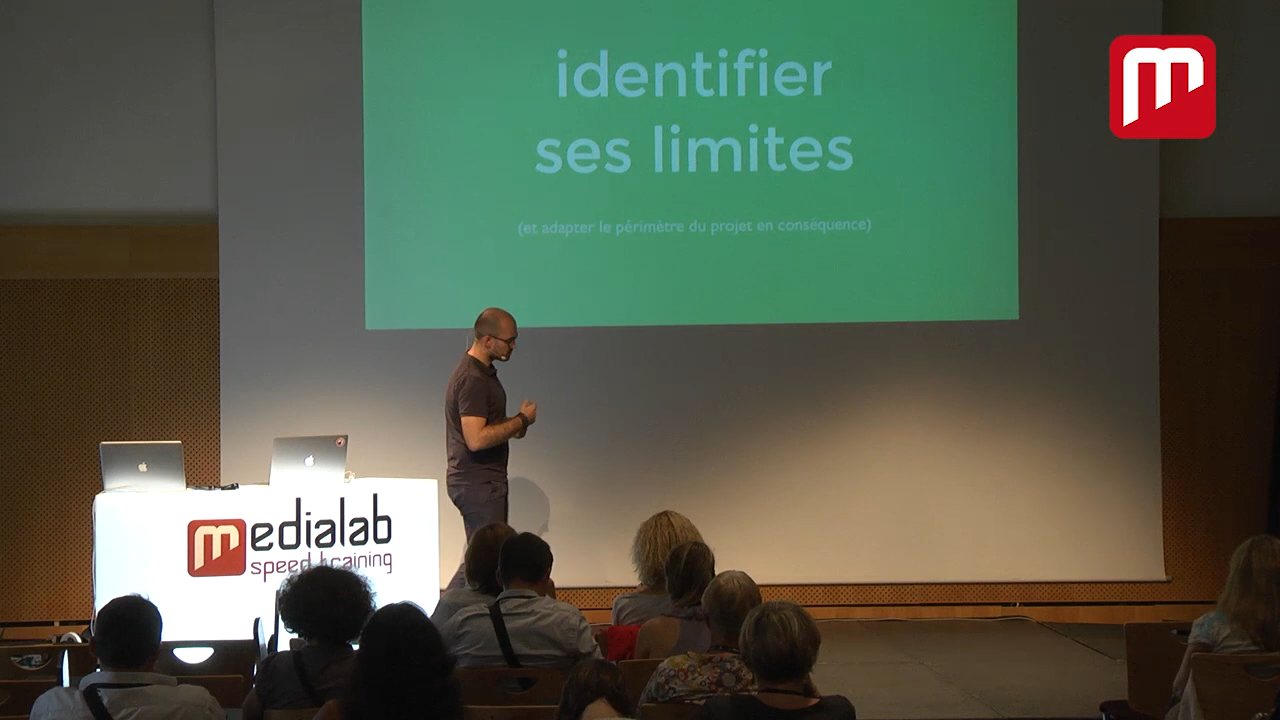 identifier
ses limites
(et adapter le périmètre du projet en conséquence)
medialab
speed training